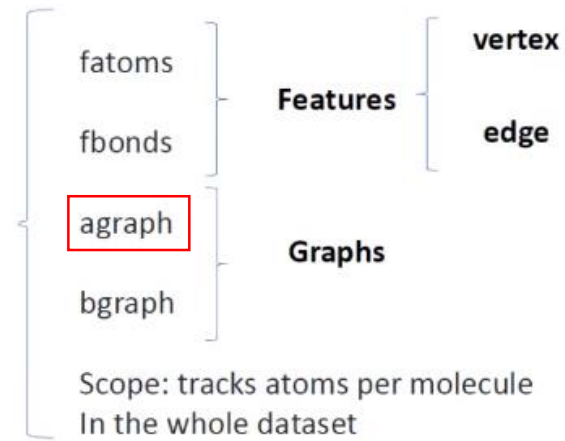 fatoms
fbonds
Features
vertex
edge
agraph
bgraph
Graphs
Scope: tracks atoms per molecule
In the whole dataset